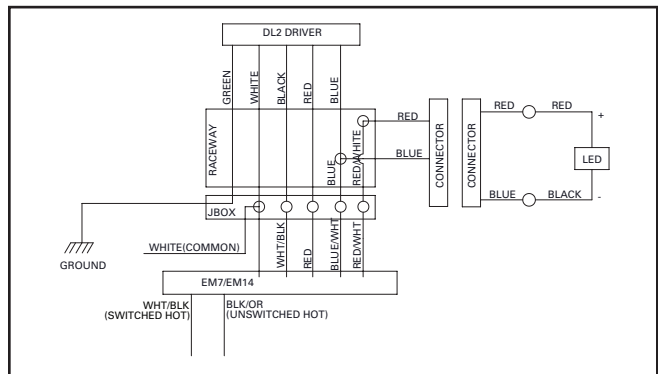 DL2 DRIVER
GREEN
WHITE
BLACK
RED
BLUE
RACEWAY
BLUE
RED/WHITE
RED
BLUE
CONNECTOR
CONNECTOR
RED
RED
+
LED
BLUE
BLACK
-
JBOX
GROUND
WHITE(COMMON)
WHT/BLK
RED
BLUE/WHT
RED/WHT
EM7/EM14
WHT/BLK
(SWITCHED HOT)
BLK/OR
(UNSWITCHED HOT)